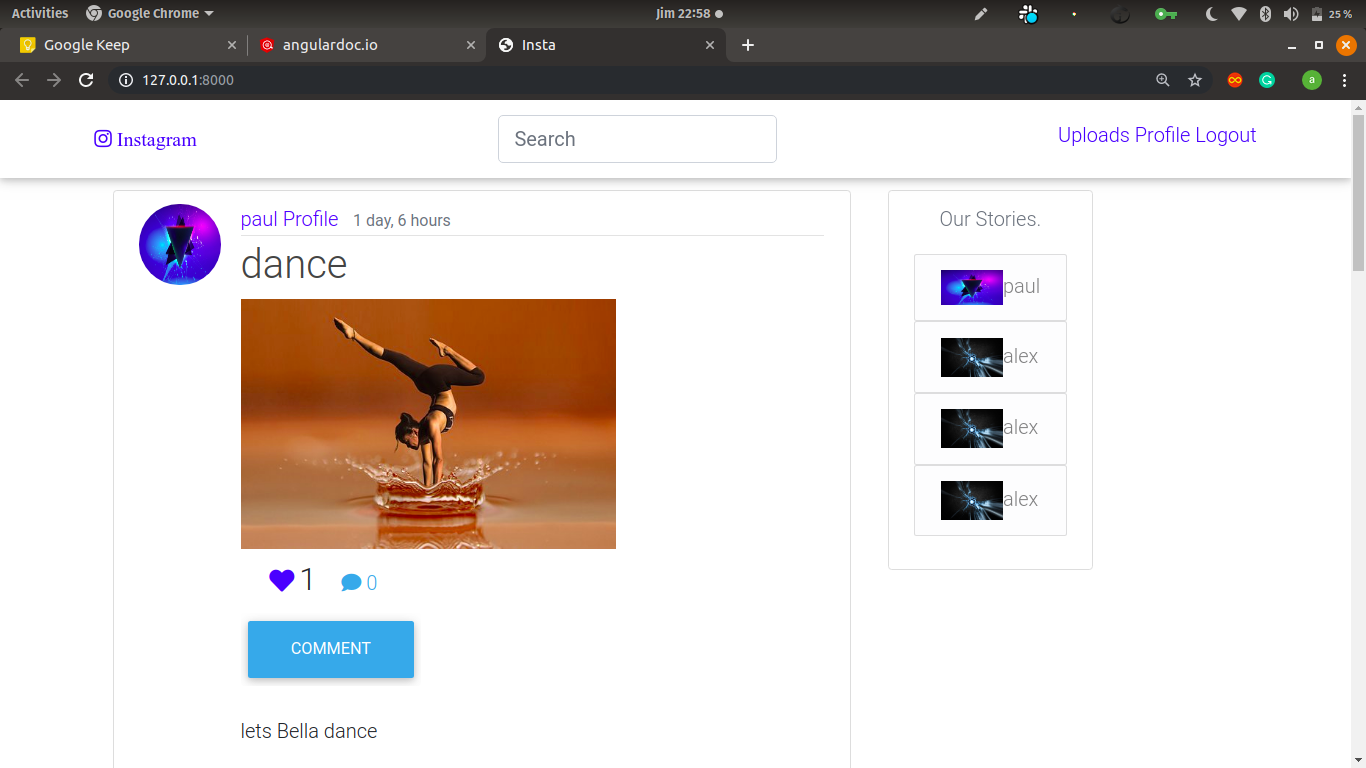 Activities Google Chrome Jim 22:58 25 %
Google Keep angulardoc.io Insta
127.0.0.1:8000 a
Instagram Search Uploads Profile Logout
paul Profile 1 day, 6 hours
dance
1 0
COMMENT
lets Bella dance
Our Stories.
paul
alex
alex
alex